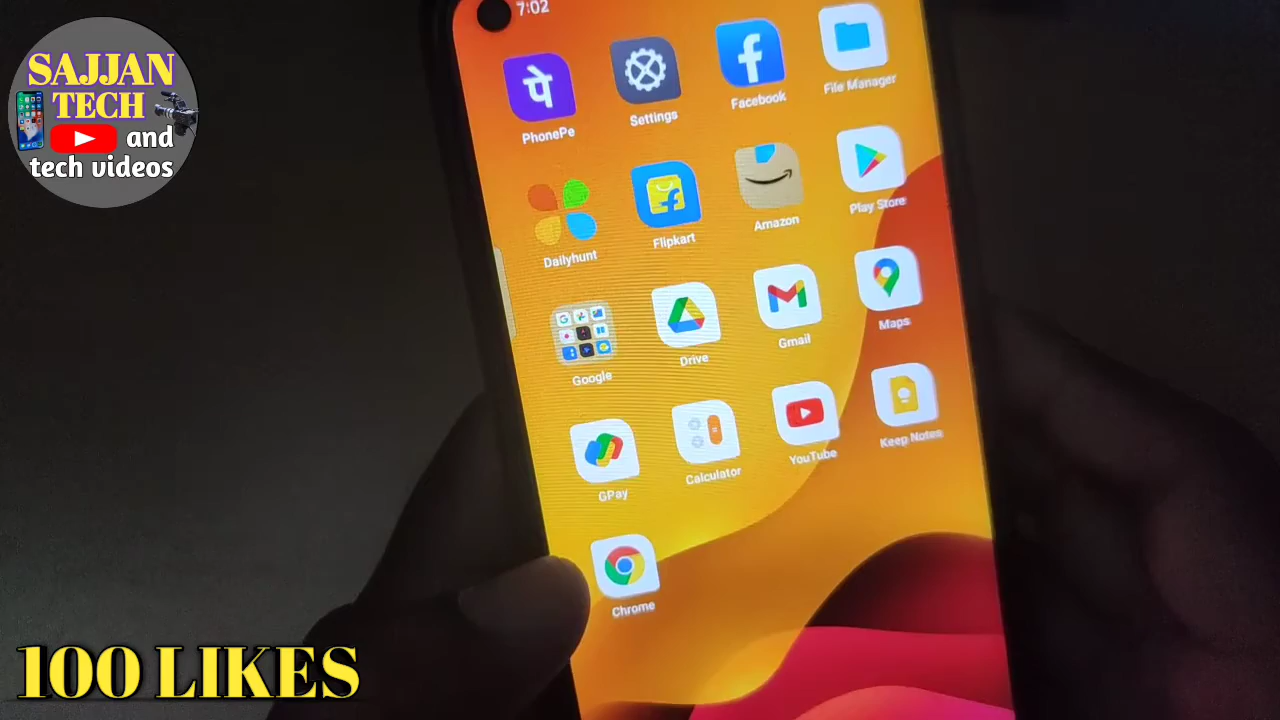 SAJJAN
TECH
and
tech videos
7:02
पे
PhonePe
Settings
Facebook
File Manager
Dailyhunt
Flipkart
Amazon
Play Store
Google
Drive
Gmail
Maps
GPay
Calculator
YouTube
Keep Notes
Chrome
100 LIKES